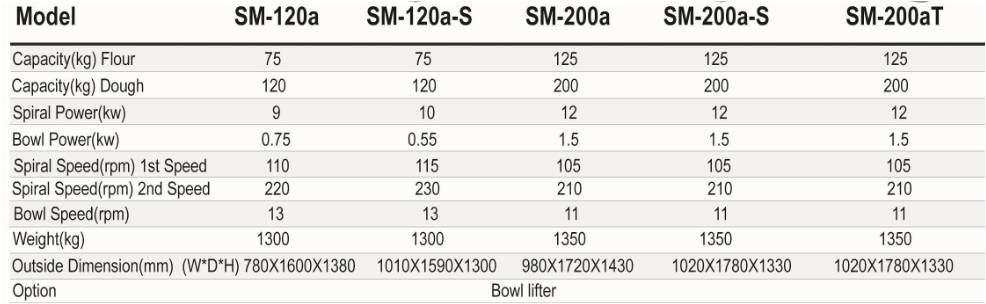 Model SM-120a SM-120a-S SM-200a SM-200a-S SM-200aT
Capacity(kg) Flour 75 75 125 125 125
Capacity(kg) Dough 120 120 200 200 200
Spiral Power(kw) 9 10 12 12 12
Bowl Power(kw) 0.75 0.55 1.5 1.5 1.5
Spiral Speed(rpm) 1st Speed 110 115 105 105 105
Spiral Speed(rpm) 2nd Speed 220 230 210 210 210
Bowl Speed(rpm) 13 13 11 11 11
Weight(kg) 1300 1300 1350 1350 1350
Outside Dimension(mm) (W*D*H) 780X1600X1380 1010X1590X1300 980X1720X1430 1020X1780X1330 1020X1780X1330
Option Bowl lifter